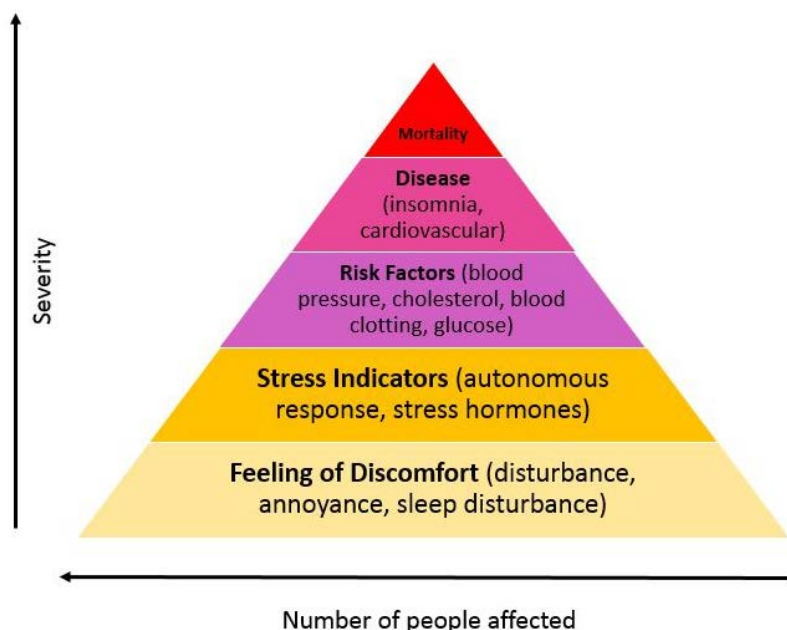 Mortality
Disease
(insomnia,
cardiovascular)
Risk Factors (blood
pressure, cholesterol, blood
clotting, glucose)
Stress Indicators (autonomous
response, stress hormones)
Feeling of Discomfort (disturbance,
annoyance, sleep disturbance)
Severity
Number of people affected